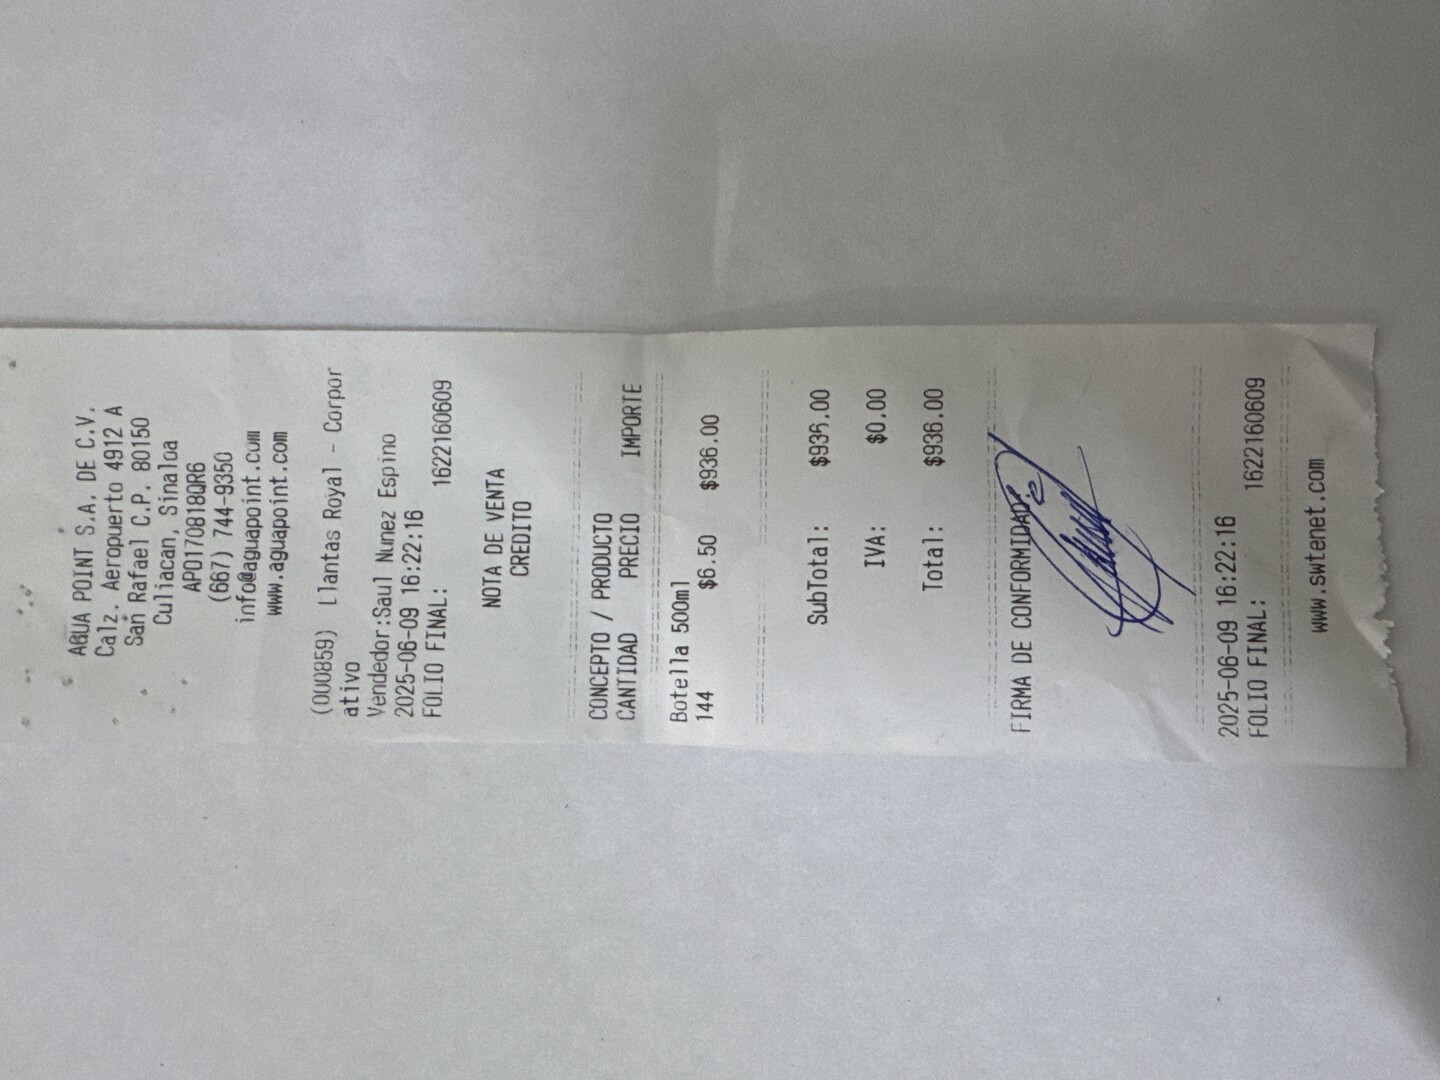 AGUA POINT S.A. DE C.V.
Calz. Aeropuerto 4912 A
San Rafael C.P. 80150
Culiacan, Sinaloa
APO170818QR6
(667) 744-9350
info@aguapoint.com
www.aguapoint.com
(000859) Llantas Royal - Corpor
ativo
Vendedor:Saul Nunez Espino
2025-06-09 16:22:16
FOLIO FINAL: 1622160609
NOTA DE VENTA
CREDITO
CONCEPTO / PRODUCTO
CANTIDAD PRECIO IMPORTE
Botella 500ml
144 $6.50 $936.00
SubTotal: $936.00
IVA: $0.00
Total: $936.00
FIRMA DE CONFORMIDAD
2025-06-09 16:22:16
FOLIO FINAL: 1622160609
www.swtenet.com